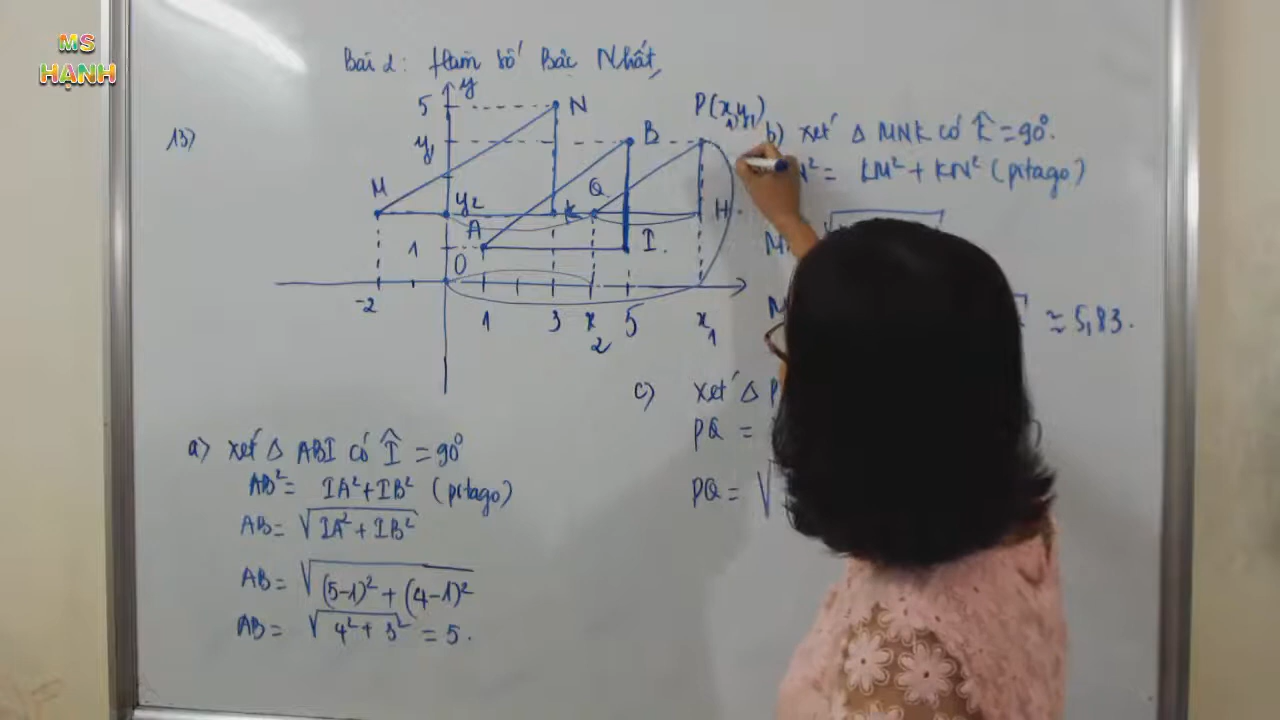 MS
HẠNH
Bài 2: Hàm số Bậc Nhất
13)
y
5
N
P(x₁, y₁)
y₁
B
M
y₂
K
Q
H
A
1
I
O
-2
1
3
x₂
5
x₁
a) xét Δ ABI có Î = 90°
AB² = IA² + IB² (pitago)
AB = √(IA² + IB²)
AB = √((5-1)² + (4-1)²)
AB = √(4² + 3²) = 5.
b) xét Δ MNK có K̂ = 90°.
N² = KM² + KN² (pitago)
M
M
≈ 5,83.
c) xét Δ P
PQ =
PQ = √